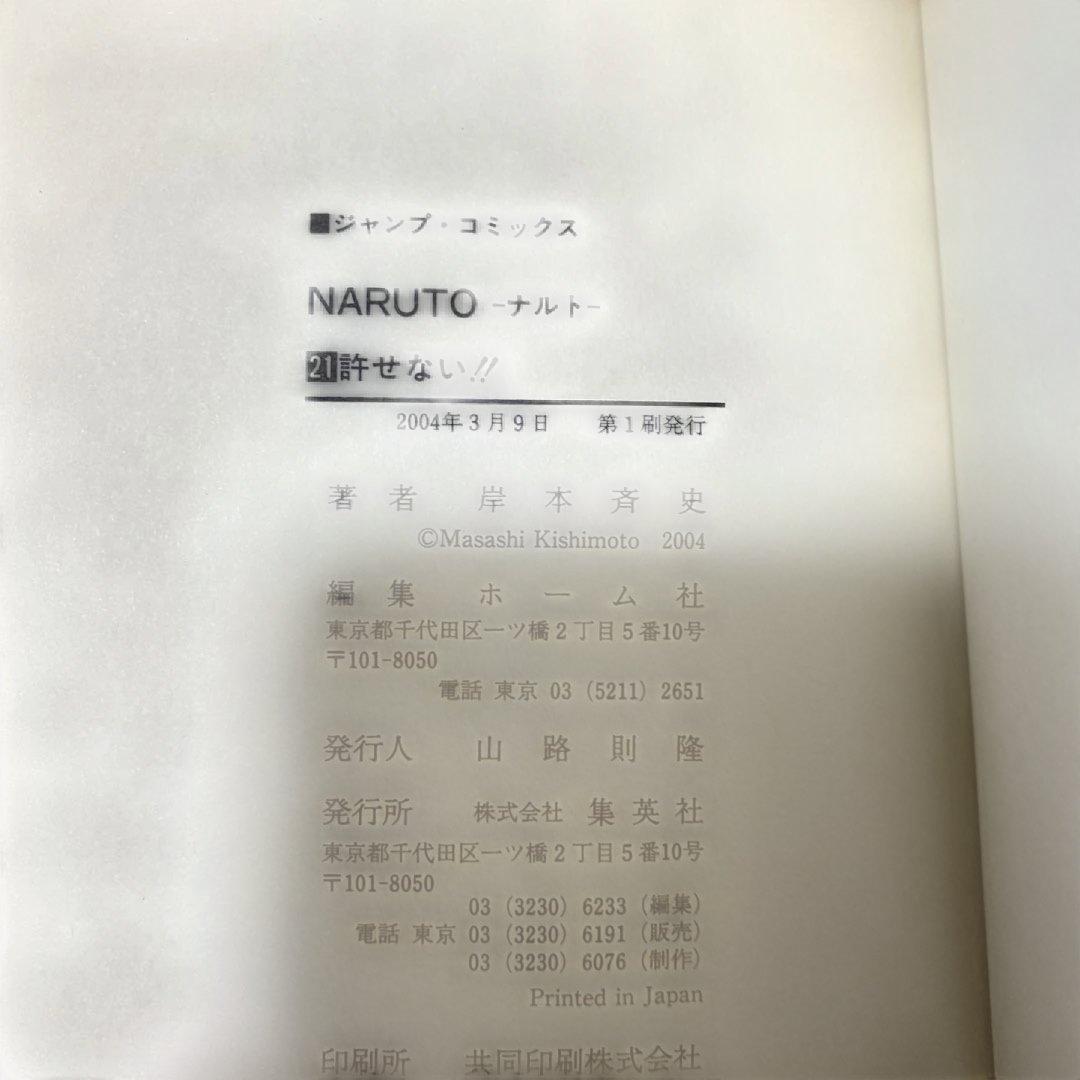 ■ジャンプ・コミックス
NARUTO -ナルト-
21許せない!!
2004年3月9日 第1刷発行
著者 岸本斉史
©Masashi Kishimoto 2004
編集 ホーム社
東京都千代田区一ツ橋2丁目5番10号
〒101-8050
電話 東京 03 (5211) 2651
発行人 山路則隆
発行所 株式会社 集英社
東京都千代田区一ツ橋2丁目5番10号
〒101-8050
03 (3230) 6233 (編集)
電話 東京 03 (3230) 6191 (販売)
03 (3230) 6076 (制作)
Printed in Japan
印刷所 共同印刷株式会社